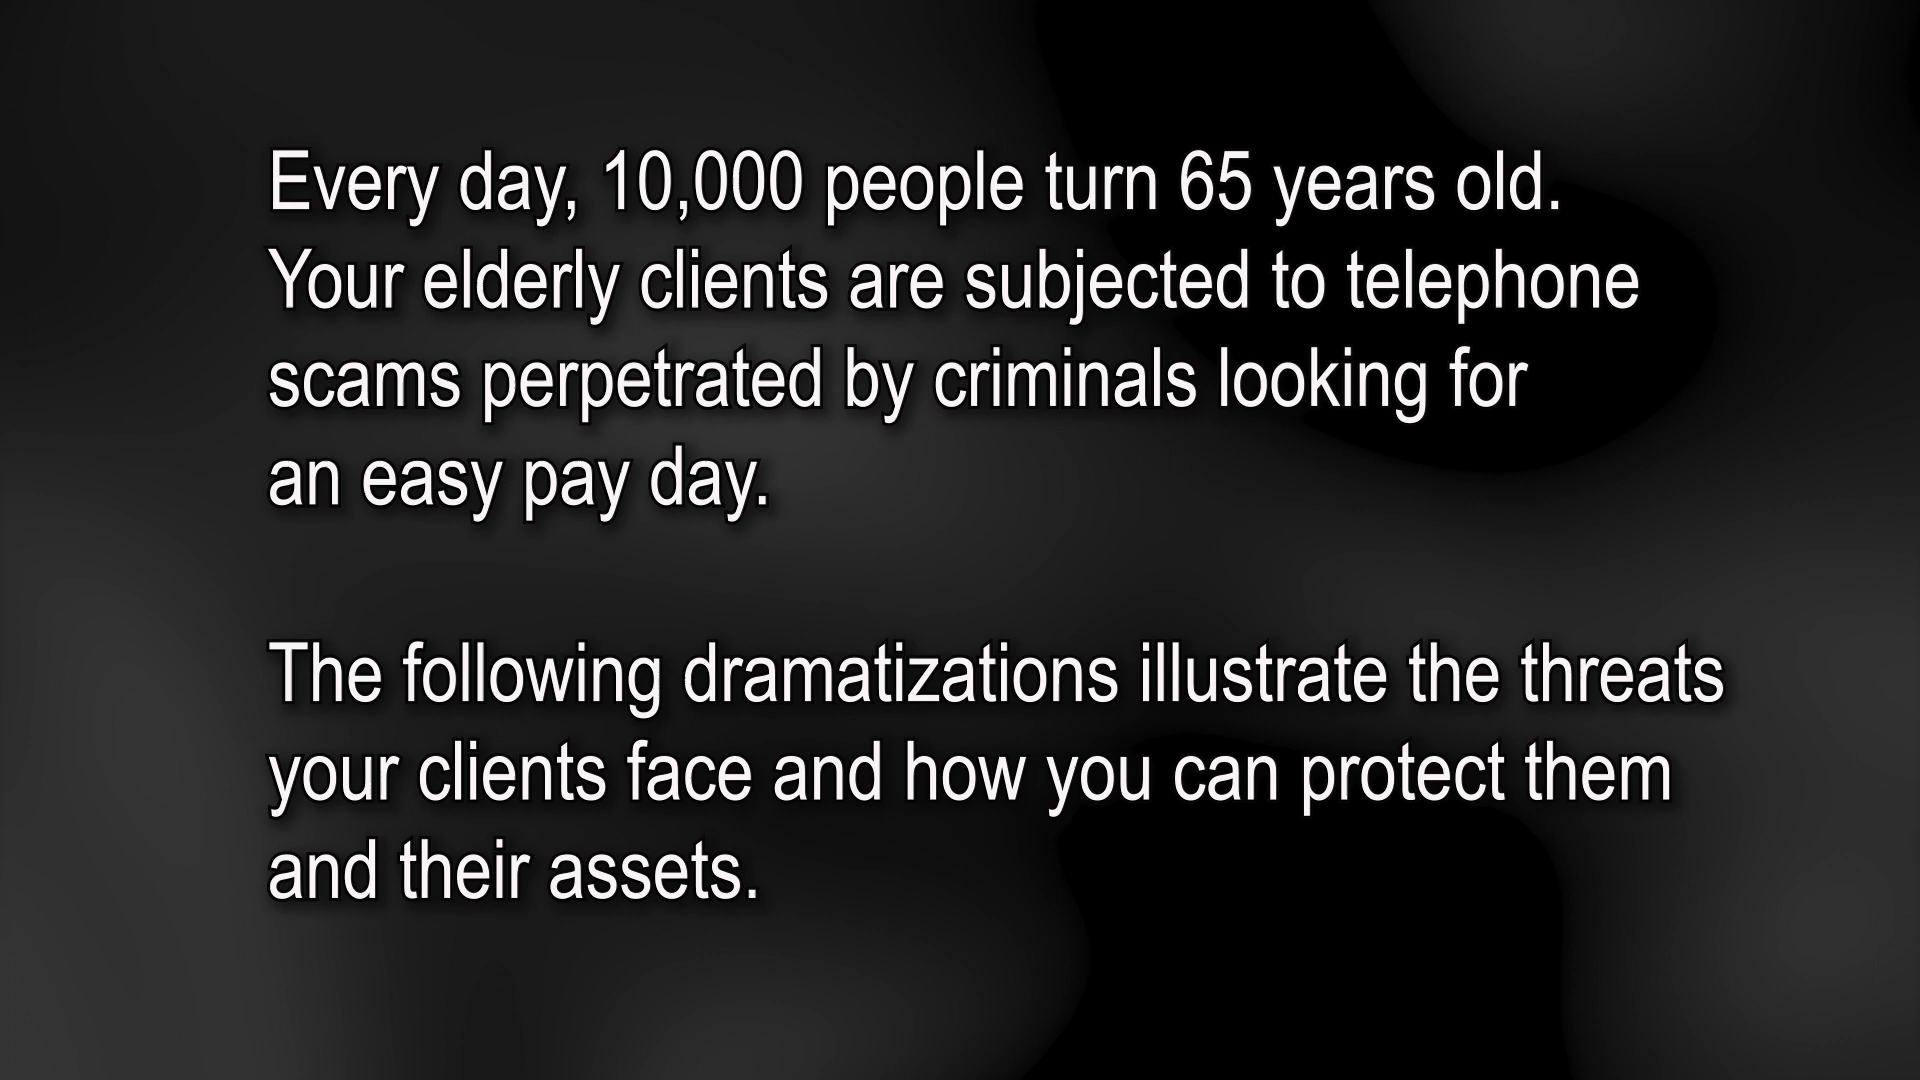 Every day, 10,000 people turn 65 years old.
Your elderly clients are subjected to telephone
scams perpetrated by criminals looking for
an easy pay day.
The following dramatizations illustrate the threats
your clients face and how you can protect them
and their assets.